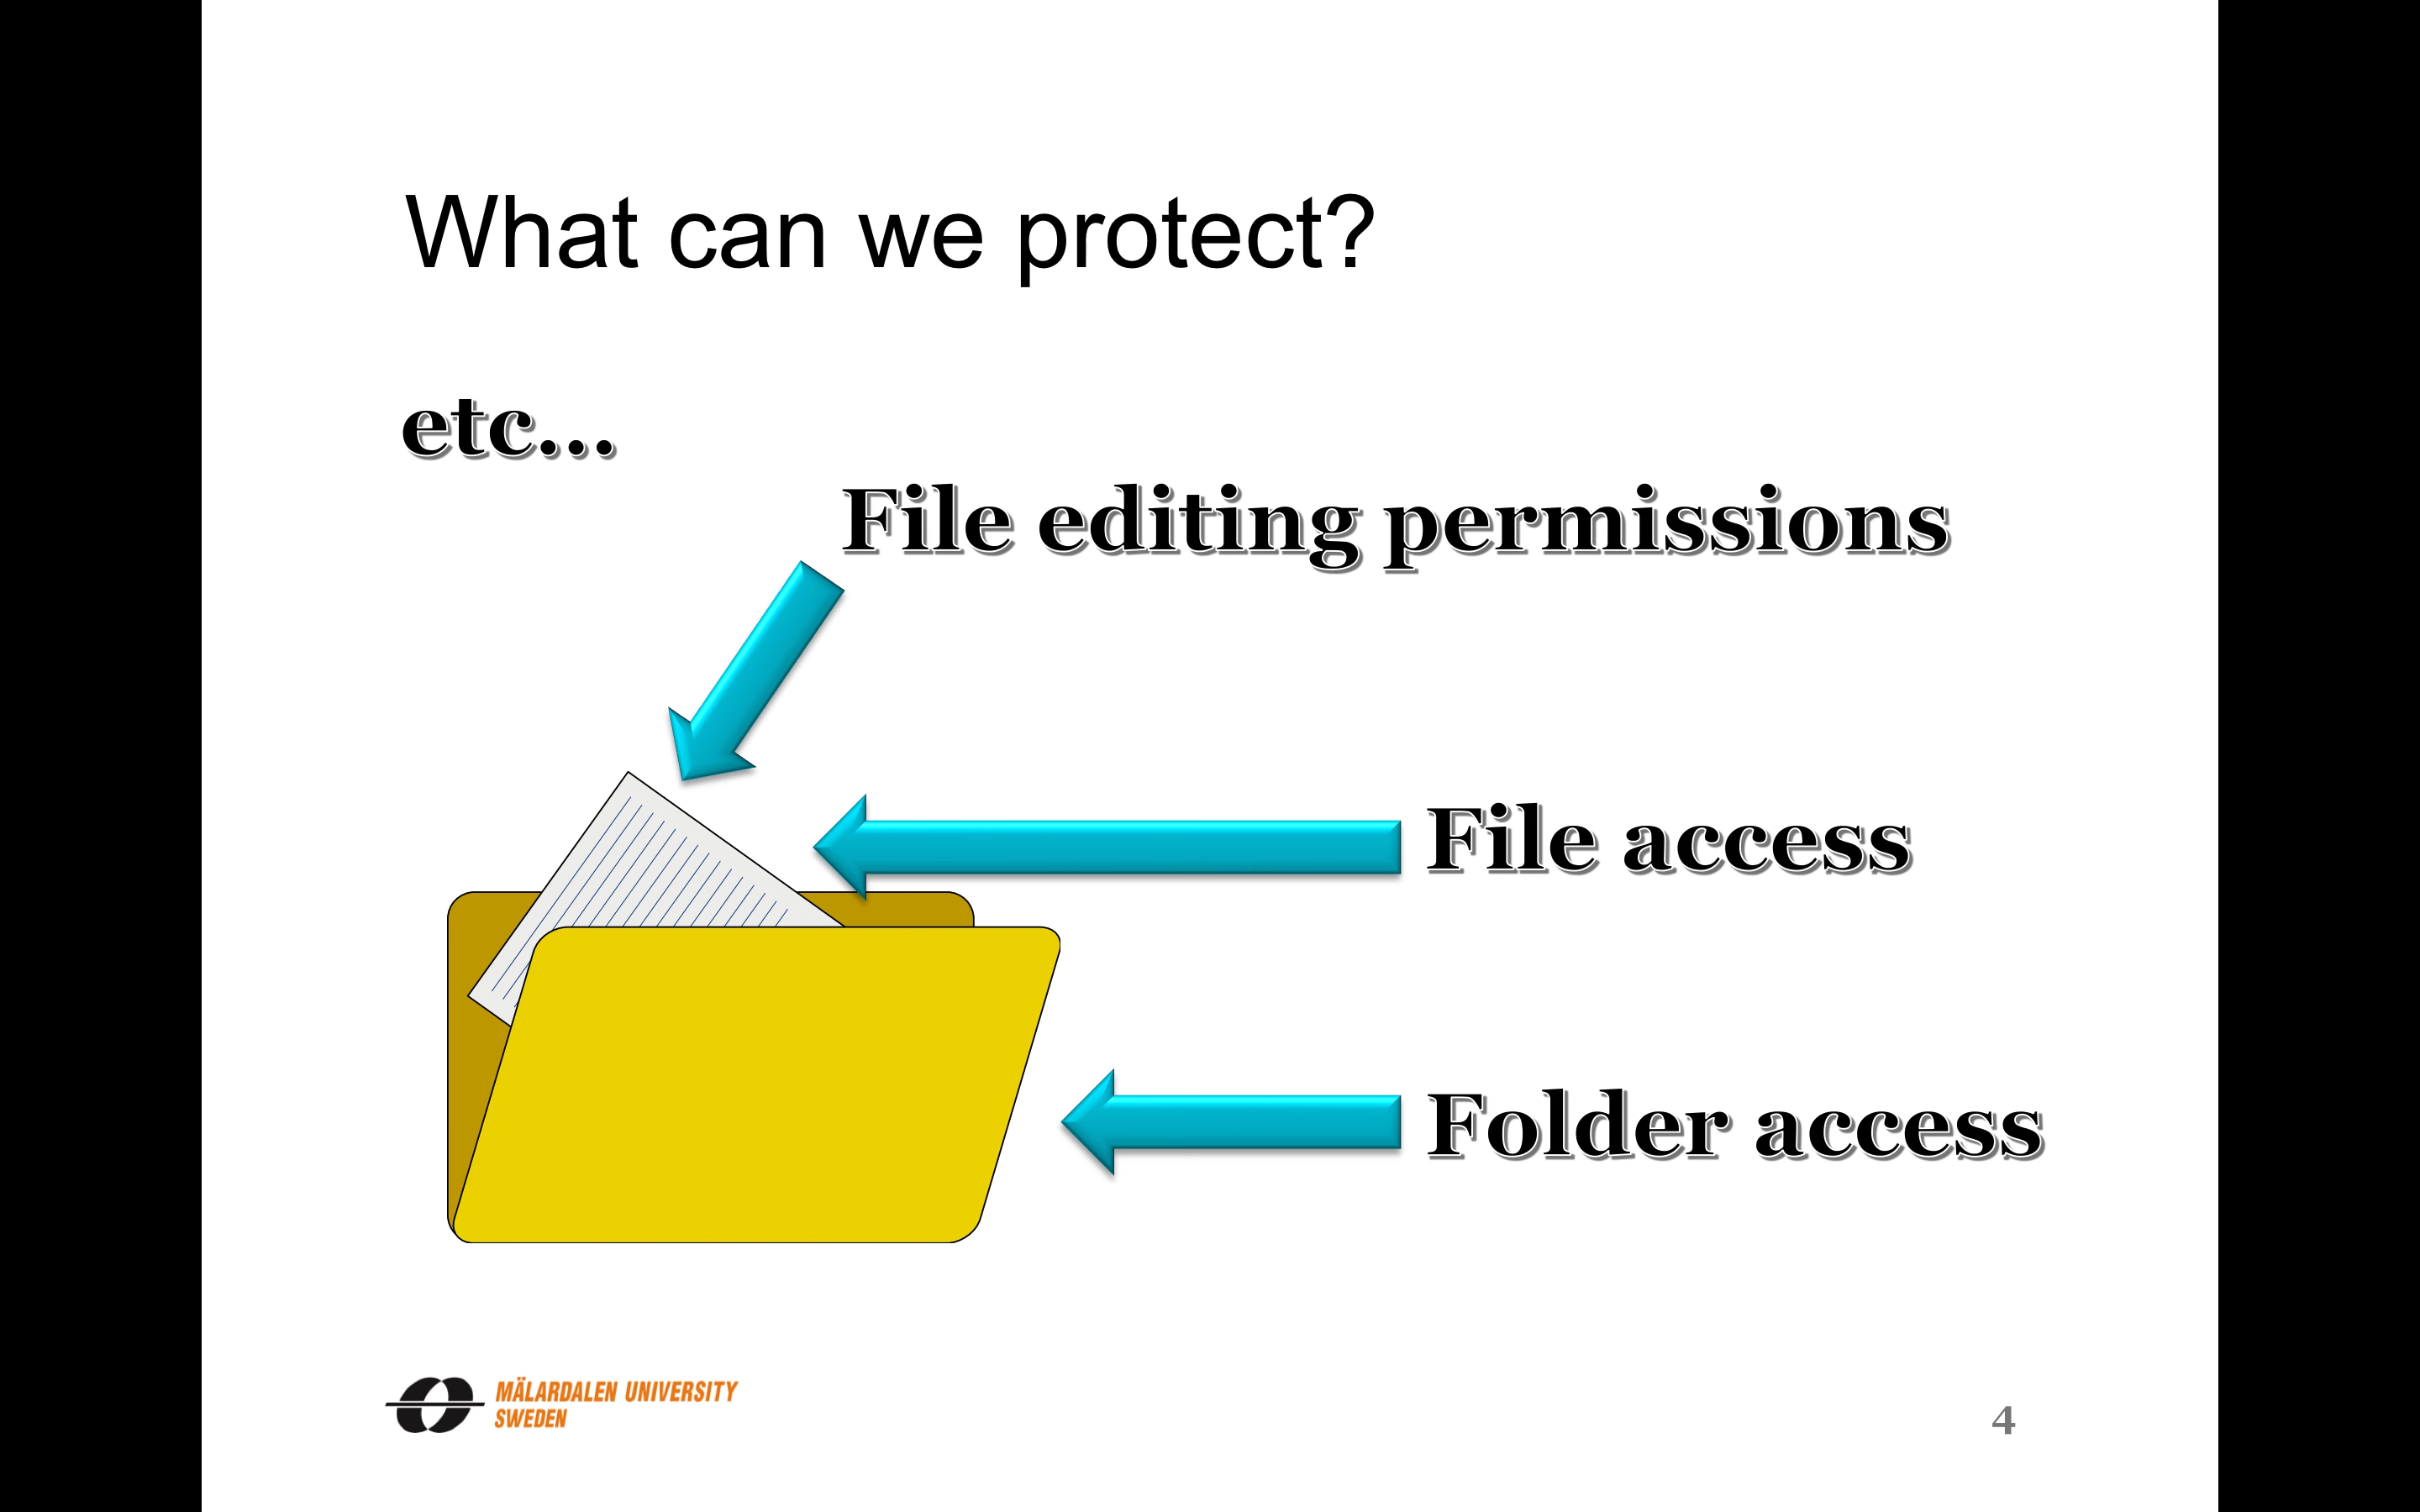 What can we protect?
etc...
File editing permissions
File access
Folder access
MÄLARDALEN UNIVERSITY
SWEDEN
4